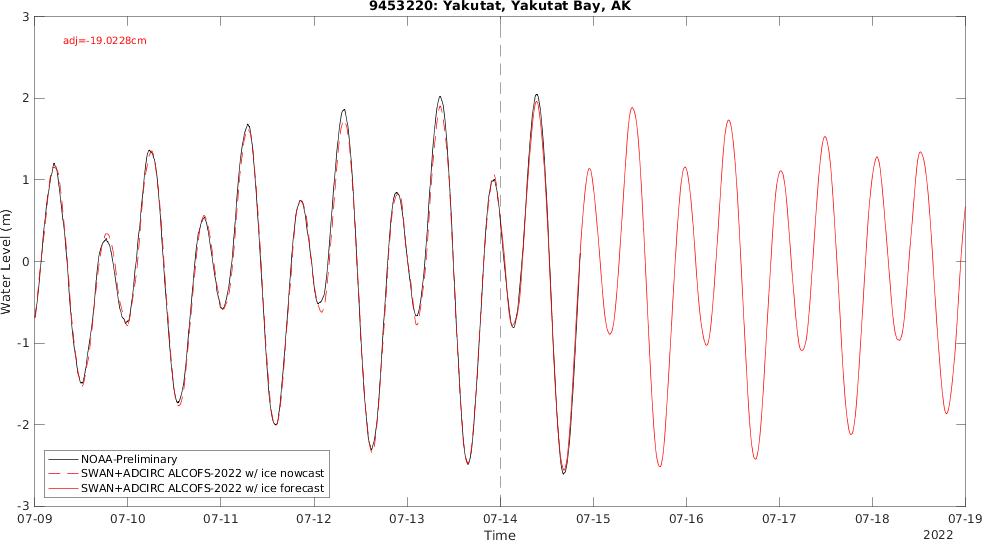 9453220: Yakutat, Yakutat Bay, AK
adj=-19.0228cm
3
2
1
0
-1
-2
-3
Water Level (m)
NOAA-Preliminary
SWAN+ADCIRC ALCOFS-2022 w/ ice nowcast
SWAN+ADCIRC ALCOFS-2022 w/ ice forecast
07-09 07-10 07-11 07-12 07-13 07-14 07-15 07-16 07-17 07-18 07-19
Time
2022